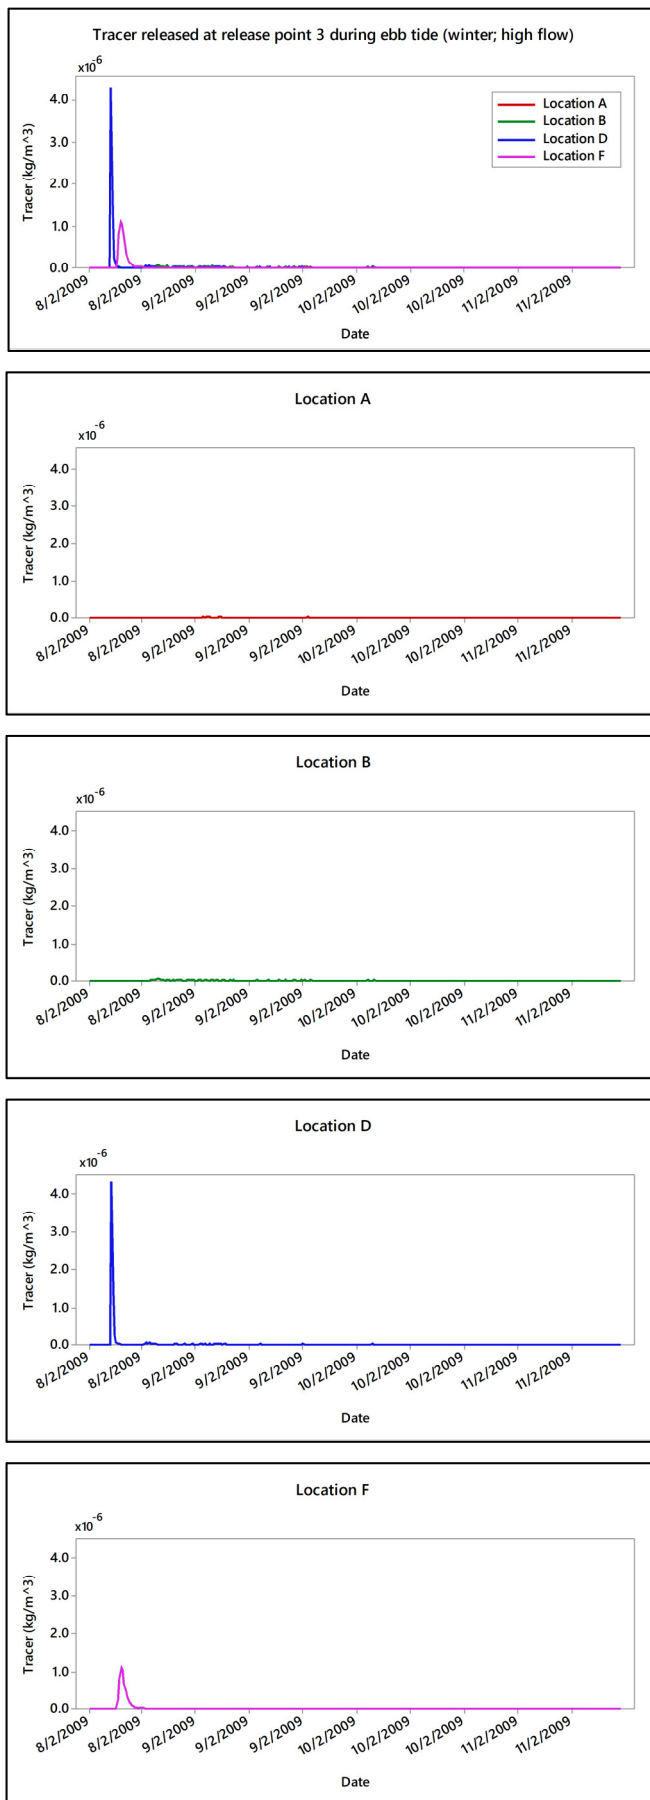 Tracer released at release point 3 during ebb tide (winter; high flow)
x10^6
Tracer (kg/m^3)
4.0
3.0
2.0
1.0
0.0
Location A
Location B
Location D
Location F
8/2/2009 8/2/2009 9/2/2009 9/2/2009 9/2/2009 10/2/2009 10/2/2009 10/2/2009 11/2/2009 11/2/2009
Date
Location A
x10^-6
Tracer (kg/m^3)
4.0
3.0
2.0
1.0
0.0
8/2/2009 8/2/2009 9/2/2009 9/2/2009 9/2/2009 10/2/2009 10/2/2009 10/2/2009 11/2/2009 11/2/2009
Date
Location B
x10^-6
Tracer (kg/m^3)
4.0
3.0
2.0
1.0
0.0
8/2/2009 8/2/2009 9/2/2009 9/2/2009 9/2/2009 10/2/2009 10/2/2009 10/2/2009 11/2/2009 11/2/2009
Date
Location D
x10^-6
Tracer (kg/m^3)
4.0
3.0
2.0
1.0
0.0
8/2/2009 8/2/2009 9/2/2009 9/2/2009 9/2/2009 10/2/2009 10/2/2009 10/2/2009 11/2/2009 11/2/2009
Date
Location F
x10^-6
Tracer (kg/m^3)
4.0
3.0
2.0
1.0
0.0
8/2/2009 8/2/2009 9/2/2009 9/2/2009 9/2/2009 10/2/2009 10/2/2009 10/2/2009 11/2/2009 11/2/2009
Date